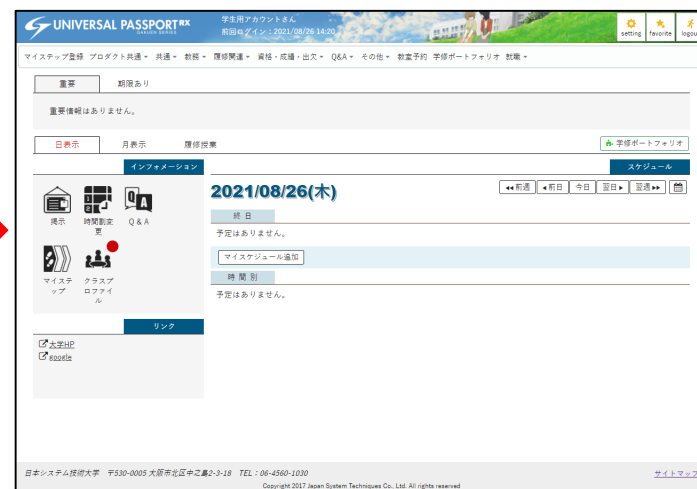 UNIVERSAL PASSPORT RX
GAKUEN SERIES
学生用アカウントさん
前回ログイン：2021/08/26 14:20
setting favorite logou
マイステップ登録 プロダクト共通 共通 教務 履修関連 資格・成績・出欠 Q&A その他 教室予約 学修ポートフォリオ 就職
重要 期限あり
重要情報はありません。
日表示 月表示 履修授業 学修ポートフォリオ
インフォメーション スケジュール
2021/08/26(木) 前週 前日 今日 翌日 翌週
掲示 時間割変更 Q&A
終日
予定はありません。
マイスケジュール追加
マイステップ クラスプロファイル
時間別
予定はありません。
リンク
大学HP
google
日本システム技術大学 〒530-0005 大阪市北区中之島2-3-18 TEL：06-4560-1030 サイトマップ
Copyright 2017 Japan System Techniques Co., Ltd. All rights reserved